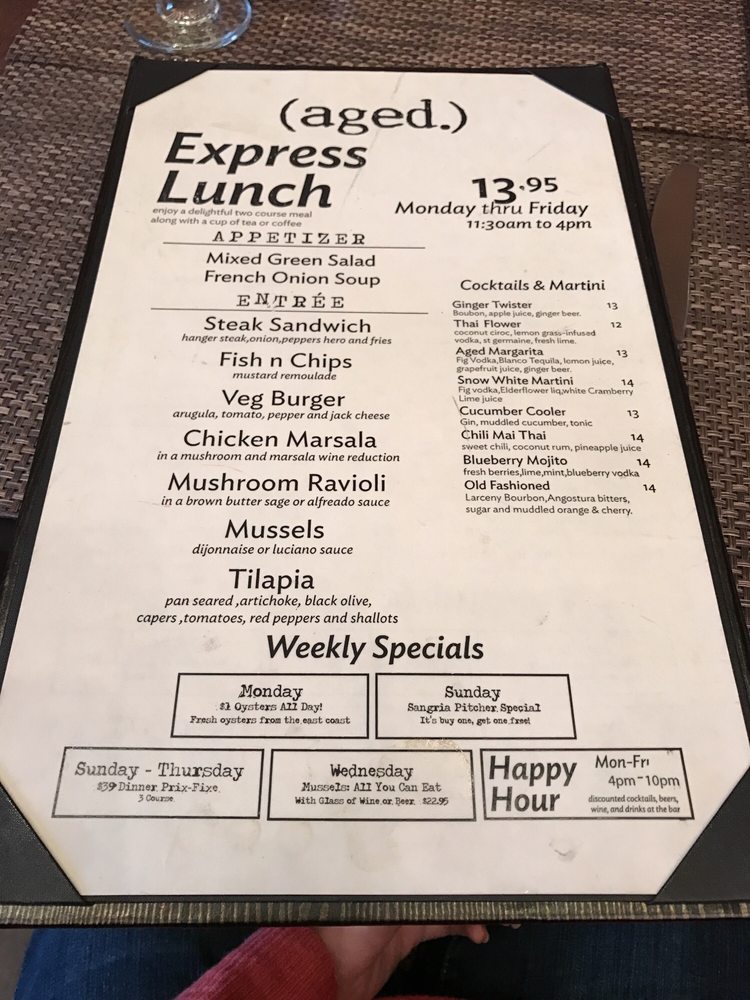 (aged.)
Express
Lunch
enjoy a delightful two course meal
along with a cup of tea or coffee
13.95
Monday thru Friday
11:30am to 4pm
APPETIZER
Mixed Green Salad
French Onion Soup
ENTRÉE
Steak Sandwich
hanger steak,onion,peppers hero and fries
Fish n Chips
mustard remoulade
Veg Burger
arugula, tomato, pepper and jack cheese
Chicken Marsala
in a mushroom and marsala wine reduction
Mushroom Ravioli
in a brown butter sage or alfreado sauce
Mussels
dijonnaise or luciano sauce
Tilapia
pan seared ,artichoke, black olive,
capers ,tomatoes, red peppers and shallots
Cocktails & Martini
Ginger Twister 13
Boubon, apple juice, ginger beer.
Thai Flower 12
coconut ciroc, lemon grass-infused
vodka, st germaine, fresh lime.
Aged Margarita 13
Fig Vodka,Blanco Tequila, lemon juice,
grapefruit juice, ginger beer.
Snow White Martini 14
Fig vodka,Elderflower liq,white Cramberry
Lime juice
Cucumber Cooler 13
Gin, muddled cucumber, tonic
Chili Mai Thai 14
sweet chili, coconut rum, pineapple juice
Blueberry Mojito 14
fresh berries,lime,mint,blueberry vodka
Old Fashioned 14
Larceny Bourbon,Angostura bitters,
sugar and muddled orange & cherry.
Weekly Specials
Monday
$1 Oysters All Day!
Fresh oysters from the east coast
Sunday
Sangria Pitcher Special
It's buy one, get one free!
Sunday - Thursday
$39 Dinner Prix-Fixe
3 Course
Wednesday
Mussels: All You Can Eat
With Glass of Wine or Beer $22.95
Happy
Hour
Mon-Fri
4pm-10pm
discounted cocktails, beers,
wine, and drinks at the bar